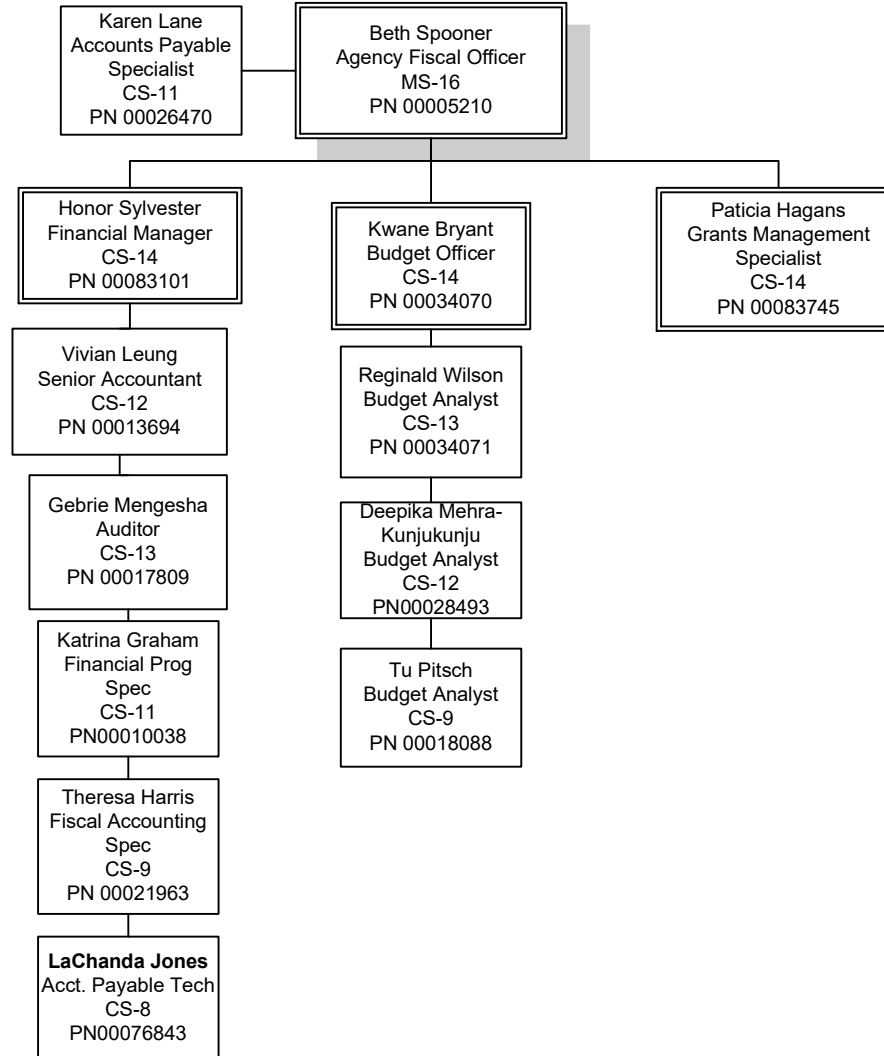 Karen Lane
Accounts Payable
Specialist
CS-11
PN 00026470
Beth Spooner
Agency Fiscal Officer
MS-16
PN 00005210
Honor Sylvester
Financial Manager
CS-14
PN 00083101
Kwane Bryant
Budget Officer
CS-14
PN 00034070
Paticia Hagans
Grants Management
Specialist
CS-14
PN 00083745
Vivian Leung
Senior Accountant
CS-12
PN 00013694
Reginald Wilson
Budget Analyst
CS-13
PN 00034071
Gebrie Mengesha
Auditor
CS-13
PN 00017809
Deepika Mehra-
Kunjukunju
Budget Analyst
CS-12
PN00028493
Katrina Graham
Financial Prog
Spec
CS-11
PN00010038
Tu Pitsch
Budget Analyst
CS-9
PN 00018088
Theresa Harris
Fiscal Accounting
Spec
CS-9
PN 00021963
LaChanda Jones
Acct. Payable Tech
CS-8
PN00076843